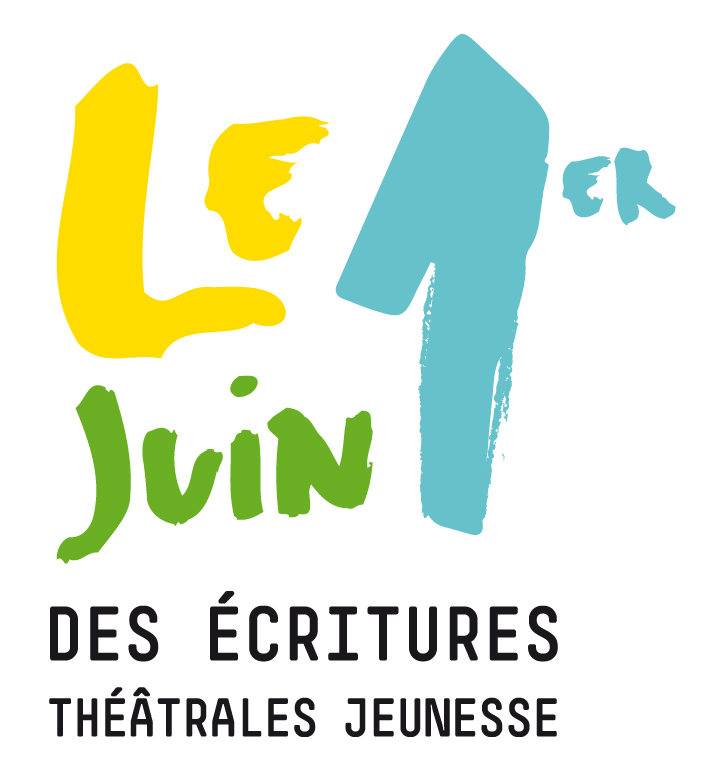 LE 1ER
JUIN
DES ÉCRITURES
THÉÂTRALES JEUNESSE